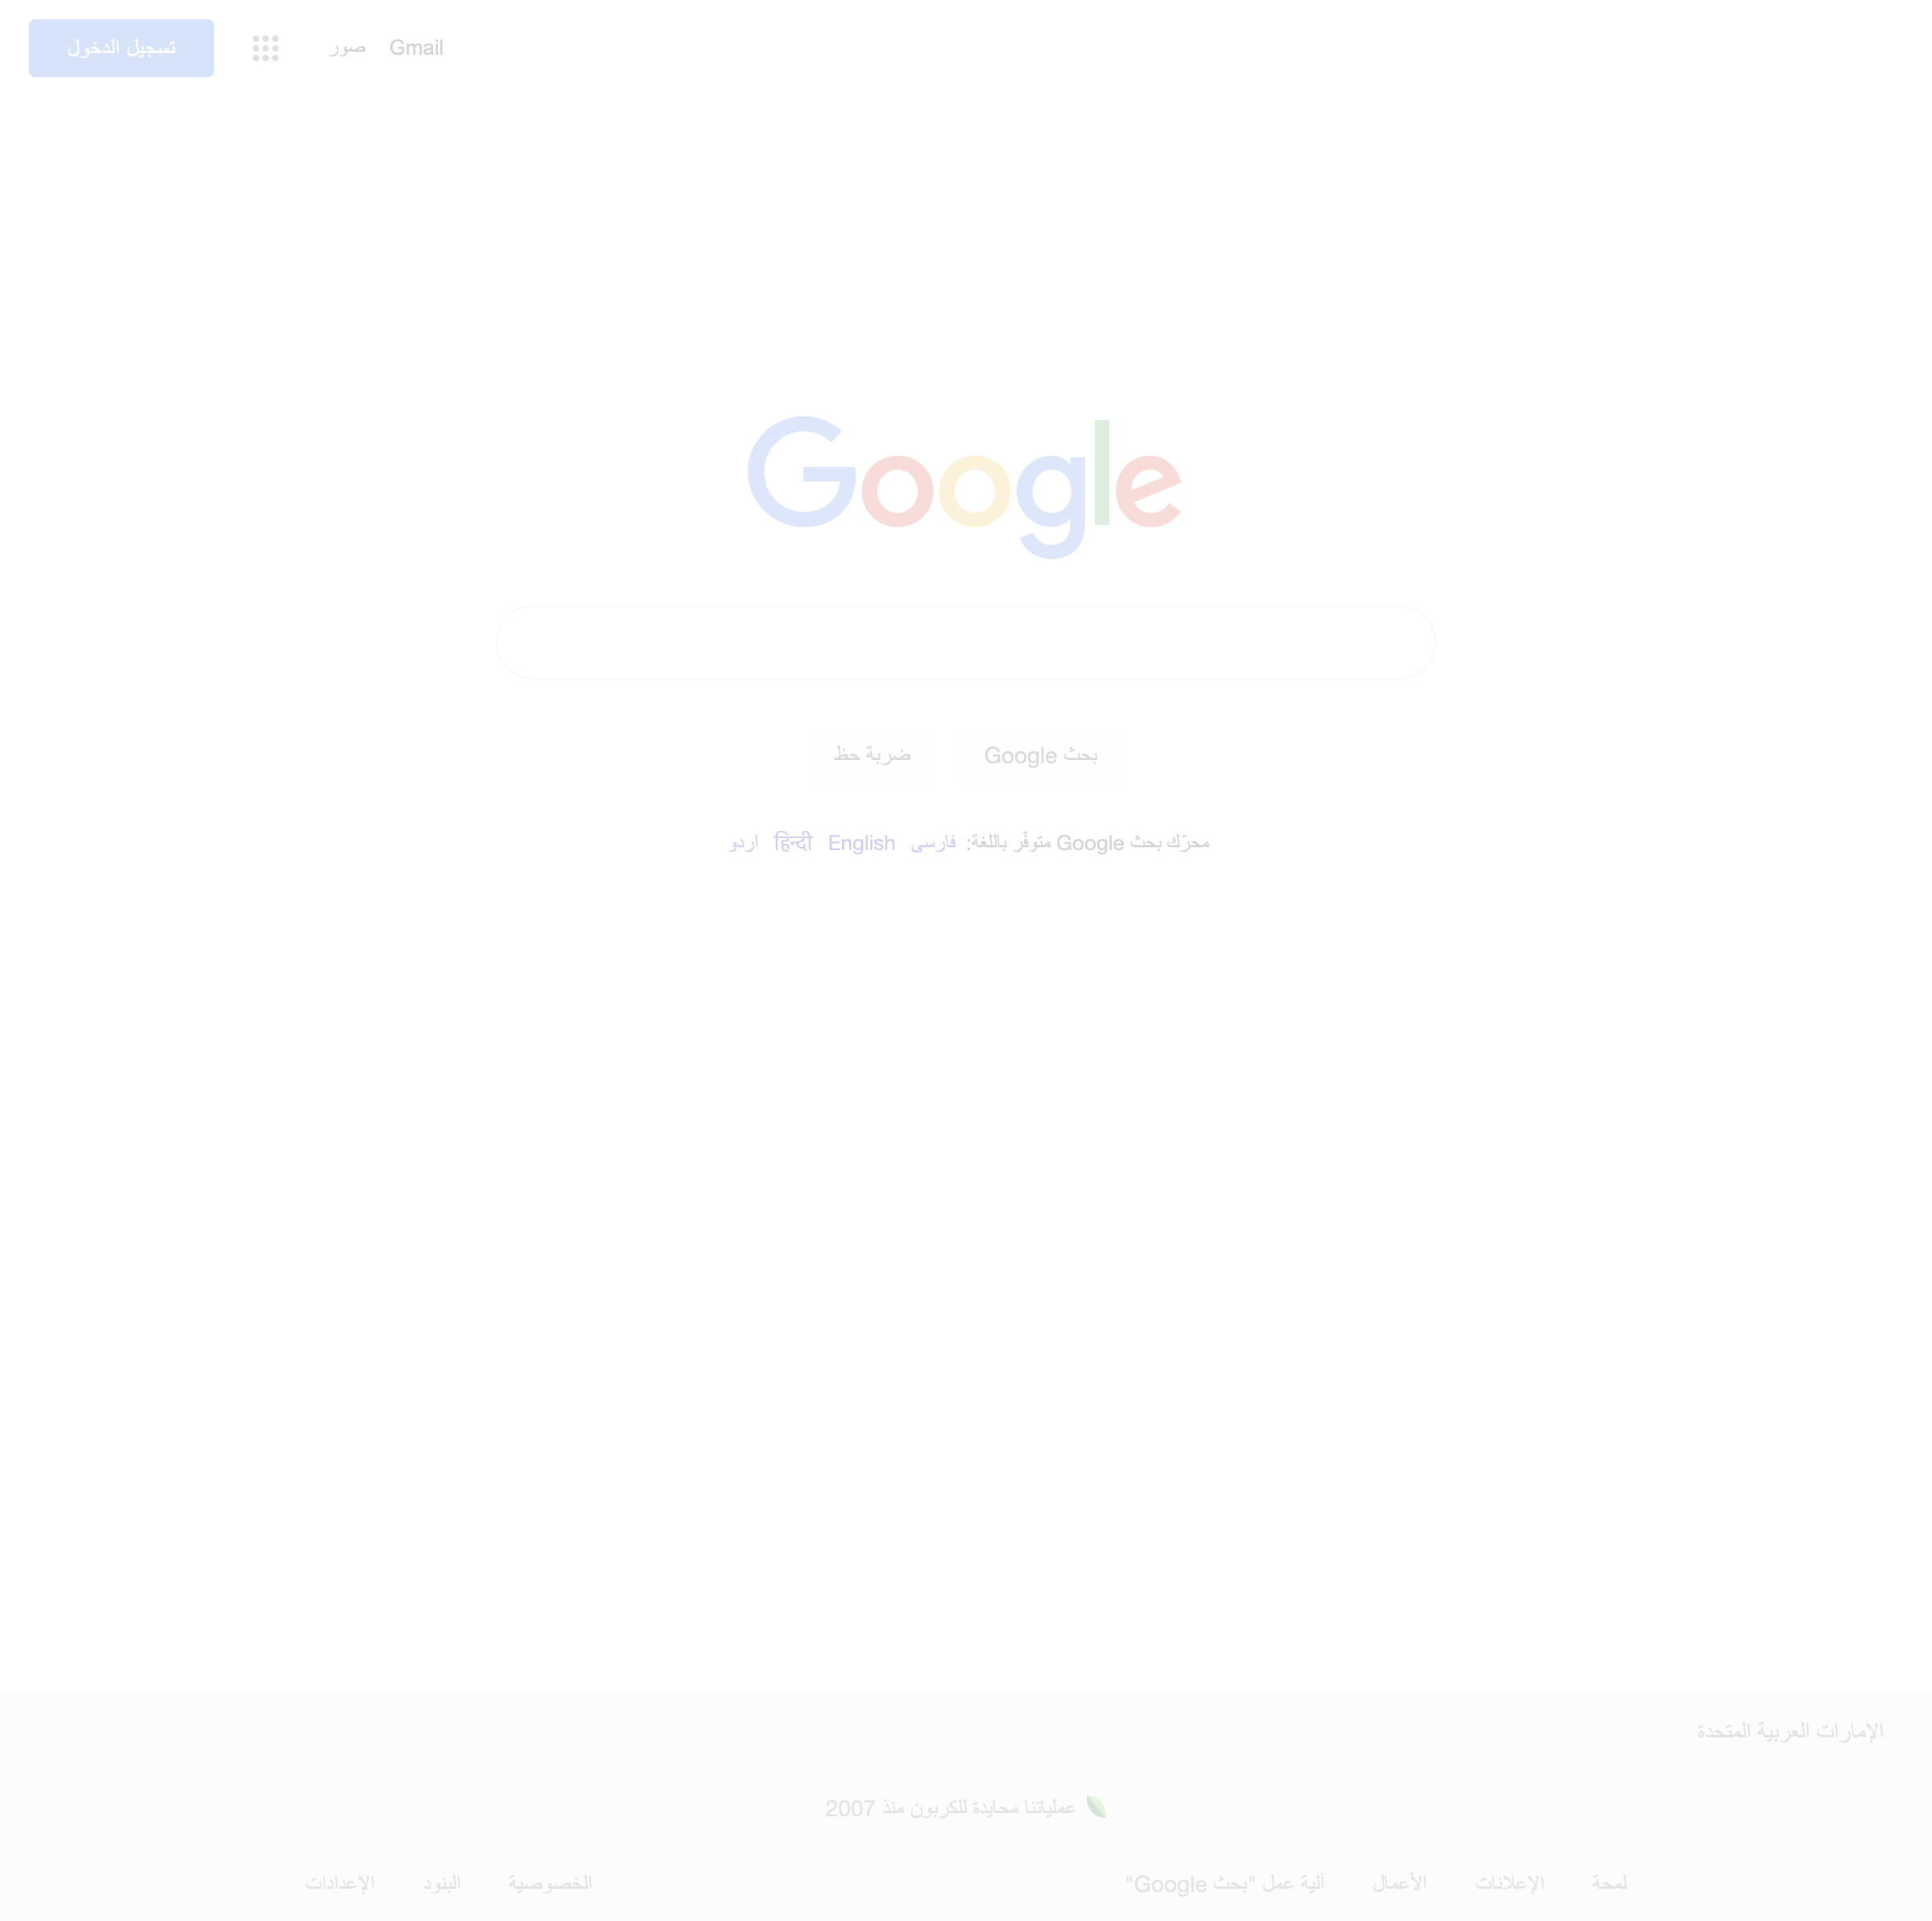 Gmail صور تسجيل الدخول
Google
بحث Google ضربة حظ
محرّك بحث Google متوفّر باللغة: فارسی English हिन्दी اردو
الإمارات العربية المتحدة
عملياتنا محايدة للكربون منذ 2007
لمحة الإعلانات الأعمال آلية عمل "بحث Google" الخصوصية البنود الإعدادات